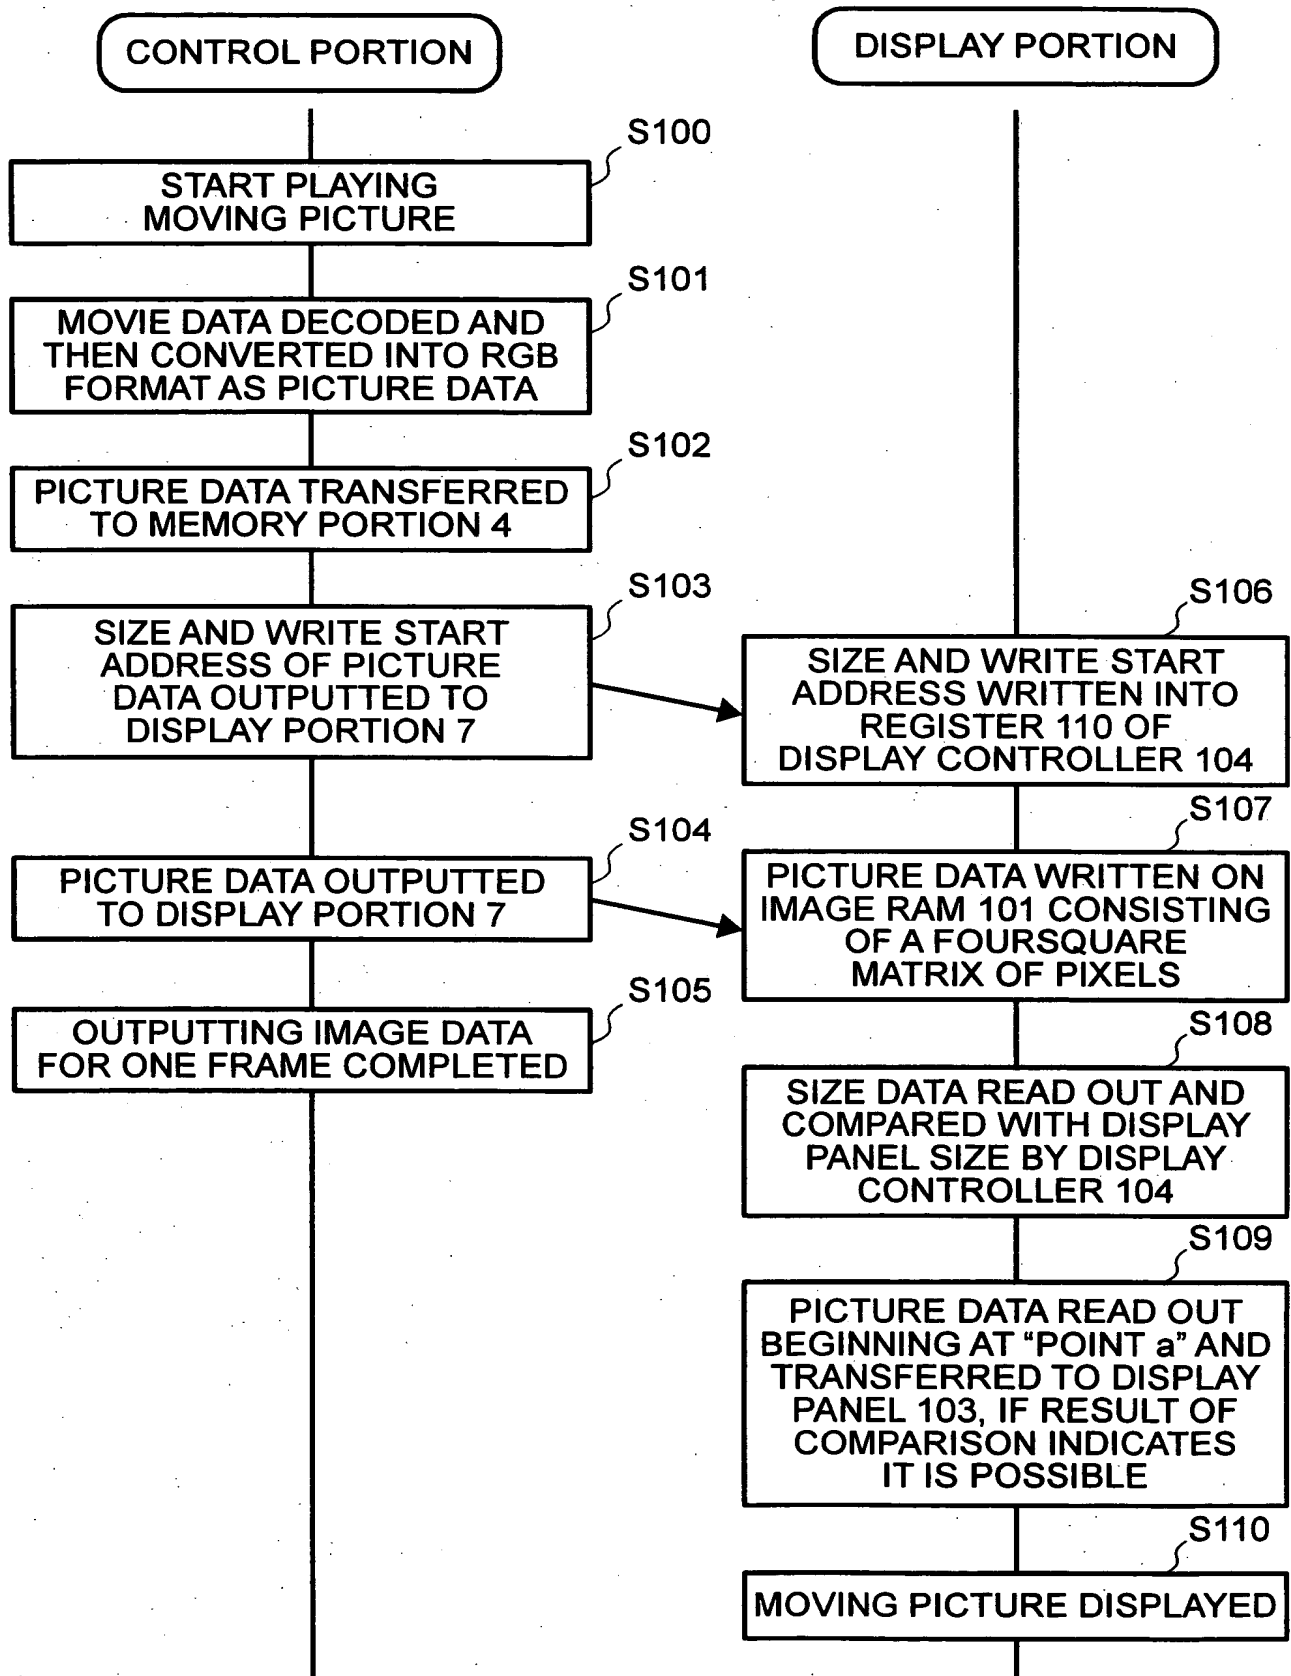 CONTROL PORTION
S100
START PLAYING
MOVING PICTURE
S101
MOVIE DATA DECODED AND
THEN CONVERTED INTO RGB
FORMAT AS PICTURE DATA
S102
PICTURE DATA TRANSFERRED
TO MEMORY PORTION 4
S103
SIZE AND WRITE START
ADDRESS OF PICTURE
DATA OUTPUTTED TO
DISPLAY PORTION 7
S104
PICTURE DATA OUTPUTTED
TO DISPLAY PORTION 7
S105
OUTPUTTING IMAGE DATA
FOR ONE FRAME COMPLETED
DISPLAY PORTION
S106
SIZE AND WRITE START
ADDRESS WRITTEN INTO
REGISTER 110 OF
DISPLAY CONTROLLER 104
S107
PICTURE DATA WRITTEN ON
IMAGE RAM 101 CONSISTING
OF A FOURSQUARE
MATRIX OF PIXELS
S108
SIZE DATA READ OUT AND
COMPARED WITH DISPLAY
PANEL SIZE BY DISPLAY
CONTROLLER 104
S109
PICTURE DATA READ OUT
BEGINNING AT “POINT a” AND
TRANSFERRED TO DISPLAY
PANEL 103, IF RESULT OF
COMPARISON INDICATES
IT IS POSSIBLE
S110
MOVING PICTURE DISPLAYED